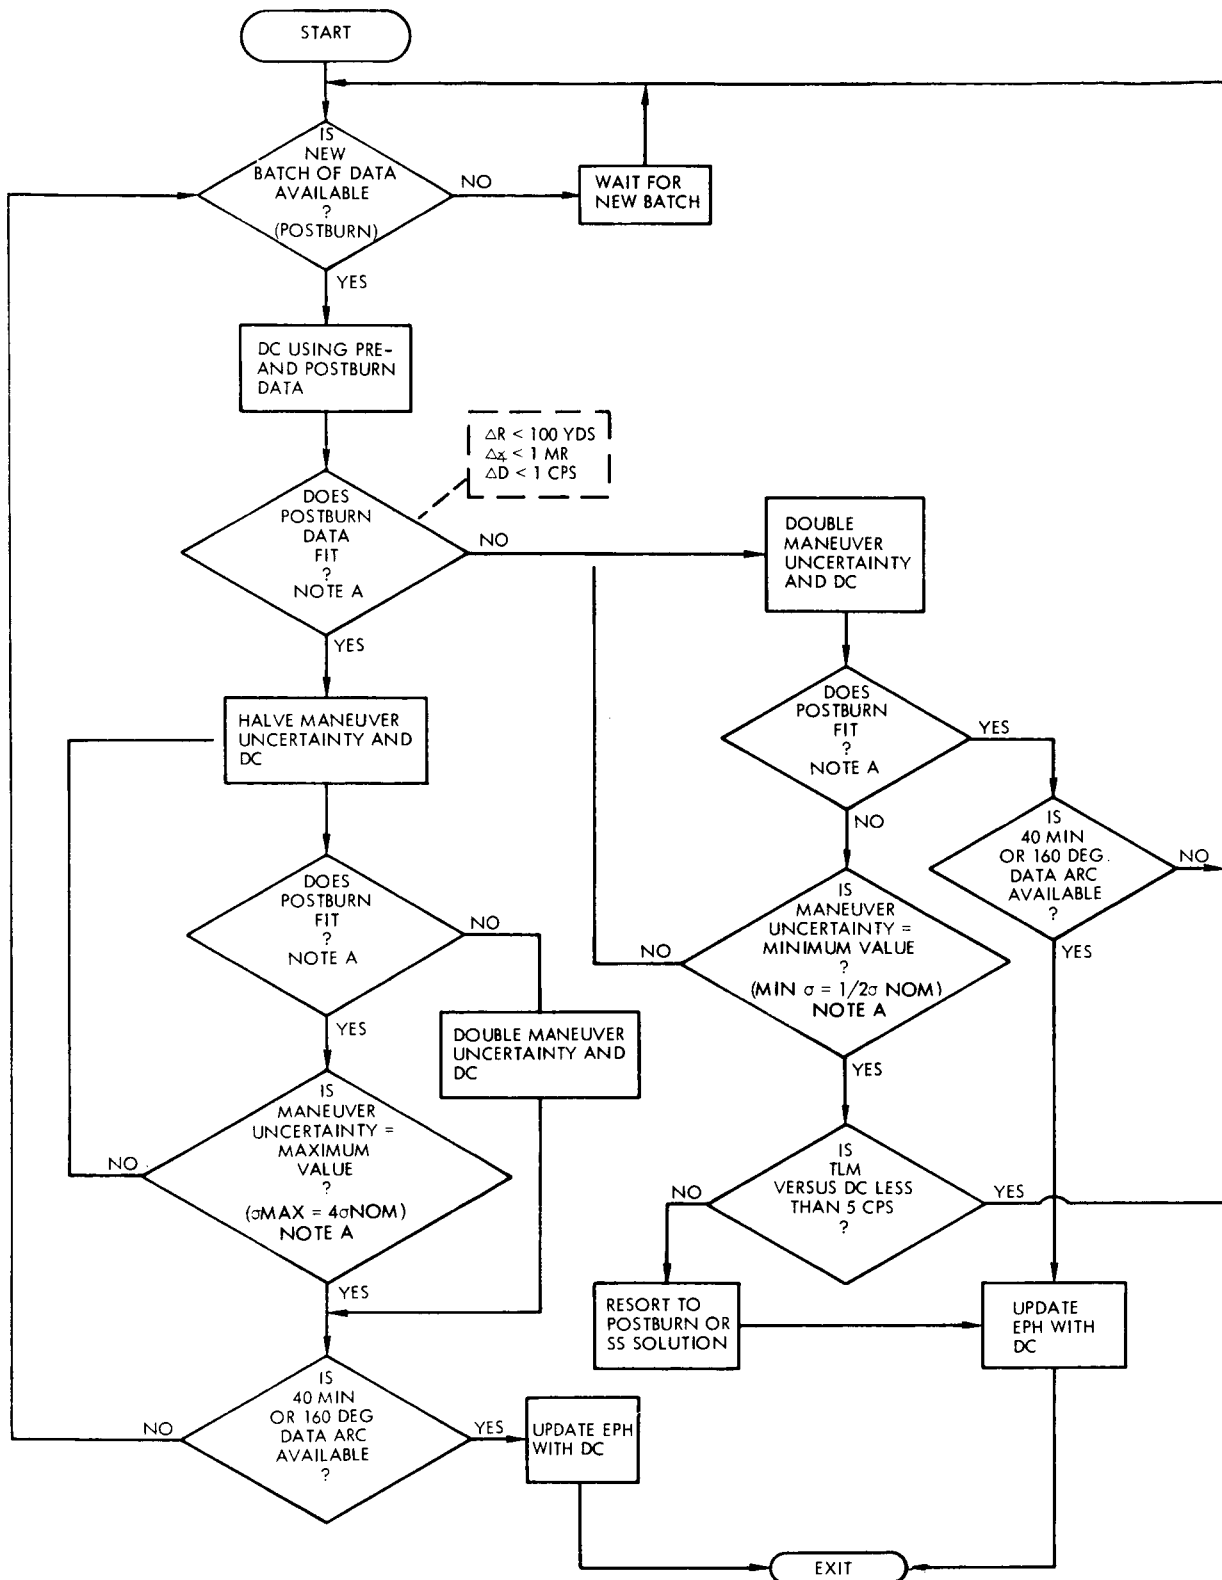 START
IS
NEW
BATCH OF DATA
AVAILABLE
?
(POSTBURN)
NO
WAIT FOR
NEW BATCH
YES
DC USING PRE-
AND POSTBURN
DATA
△R < 100 YDS
△∡ < 1 MR
△D < 1 CPS
DOES
POSTBURN
DATA
FIT
?
NOTE A
NO
YES
DOUBLE
MANEUVER
UNCERTAINTY
AND DC
HALVE MANEUVER
UNCERTAINTY AND
DC
DOES
POSTBURN
FIT
?
NOTE A
YES
NO
IS
40 MIN
OR 160 DEG.
DATA ARC
AVAILABLE
?
NO
YES
DOES
POSTBURN
FIT
?
NOTE A
NO
YES
DOUBLE MANEUVER
UNCERTAINTY AND
DC
IS
MANEUVER
UNCERTAINTY =
MINIMUM VALUE
?
(MIN σ = 1/2σ NOM)
NOTE A
NO
YES
IS
MANEUVER
UNCERTAINTY =
MAXIMUM
VALUE
?
(σMAX = 4σNOM)
NOTE A
NO
YES
IS
TLM
VERSUS DC LESS
THAN 5 CPS
?
NO
YES
RESORT TO
POSTBURN OR
SS SOLUTION
UPDATE
EPH WITH
DC
IS
40 MIN
OR 160 DEG
DATA ARC
AVAILABLE
?
NO
YES
UPDATE EPH
WITH DC
EXIT